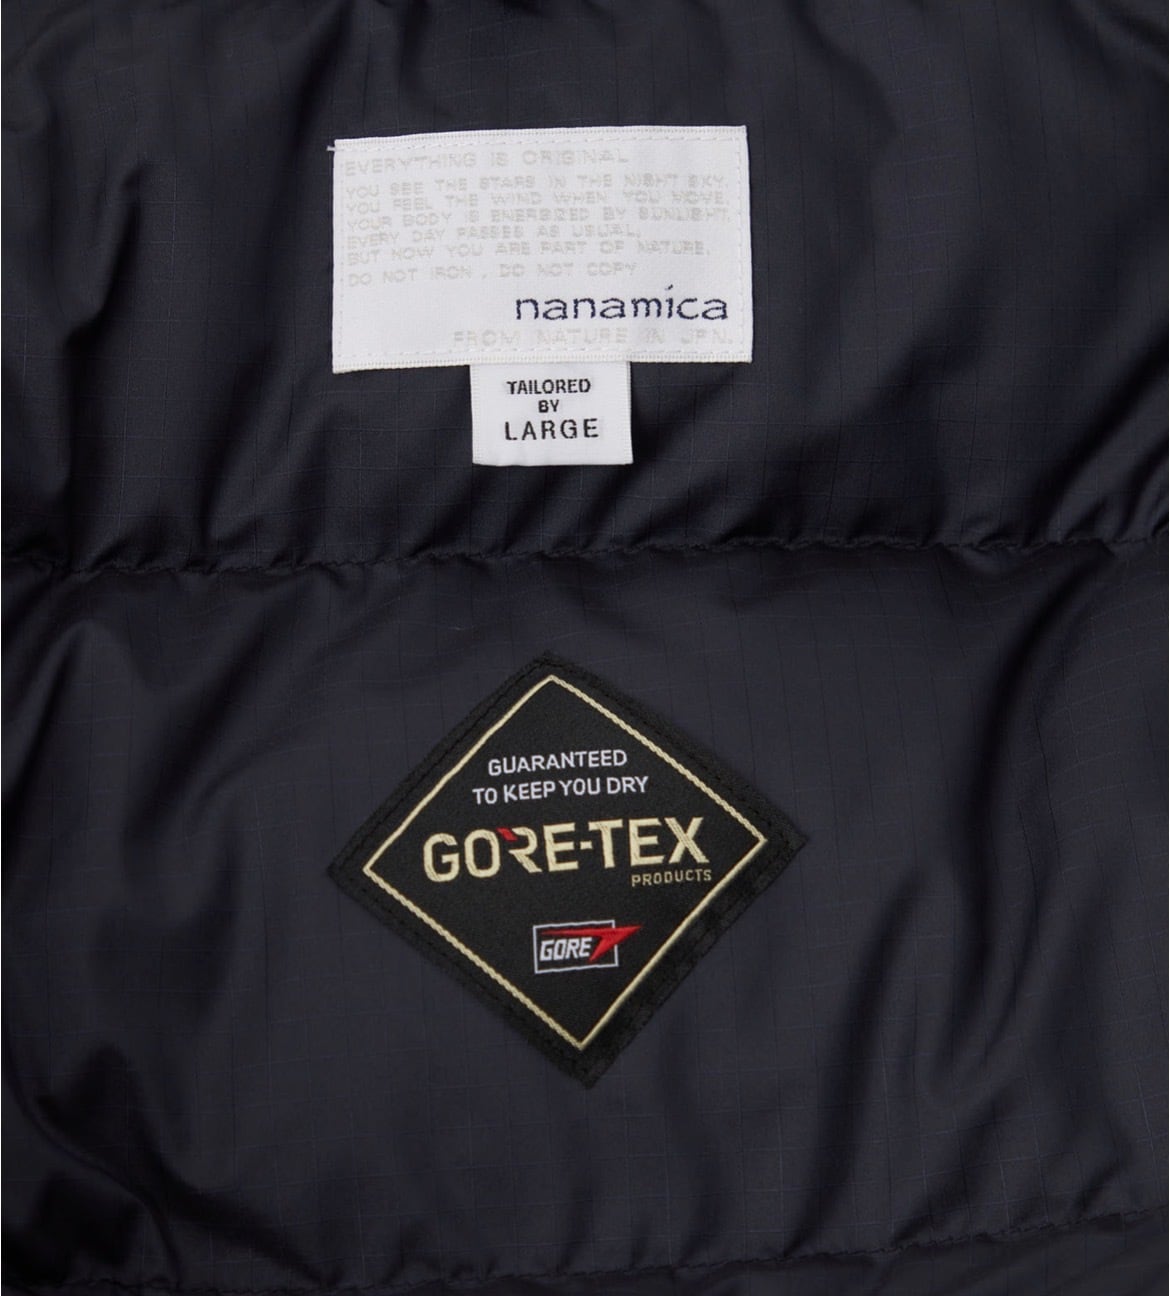 EVERYTHING IS ORIGINAL
YOU SEE THE STARS IN THE NIGHT SKY.
YOU FEEL THE WIND WHEN YOU MOVE.
YOUR BODY IS ENERGIZED BY SUNLIGHT.
EVERY DAY PASSES AS USUAL.
BUT NOW YOU ARE PART OF NATURE.
DO NOT IRON . DO NOT COPY
nanamica
FROM NATURE IN JPN.
TAILORED
BY
LARGE
GUARANTEED
TO KEEP YOU DRY
GORE-TEX
PRODUCTS
GORE